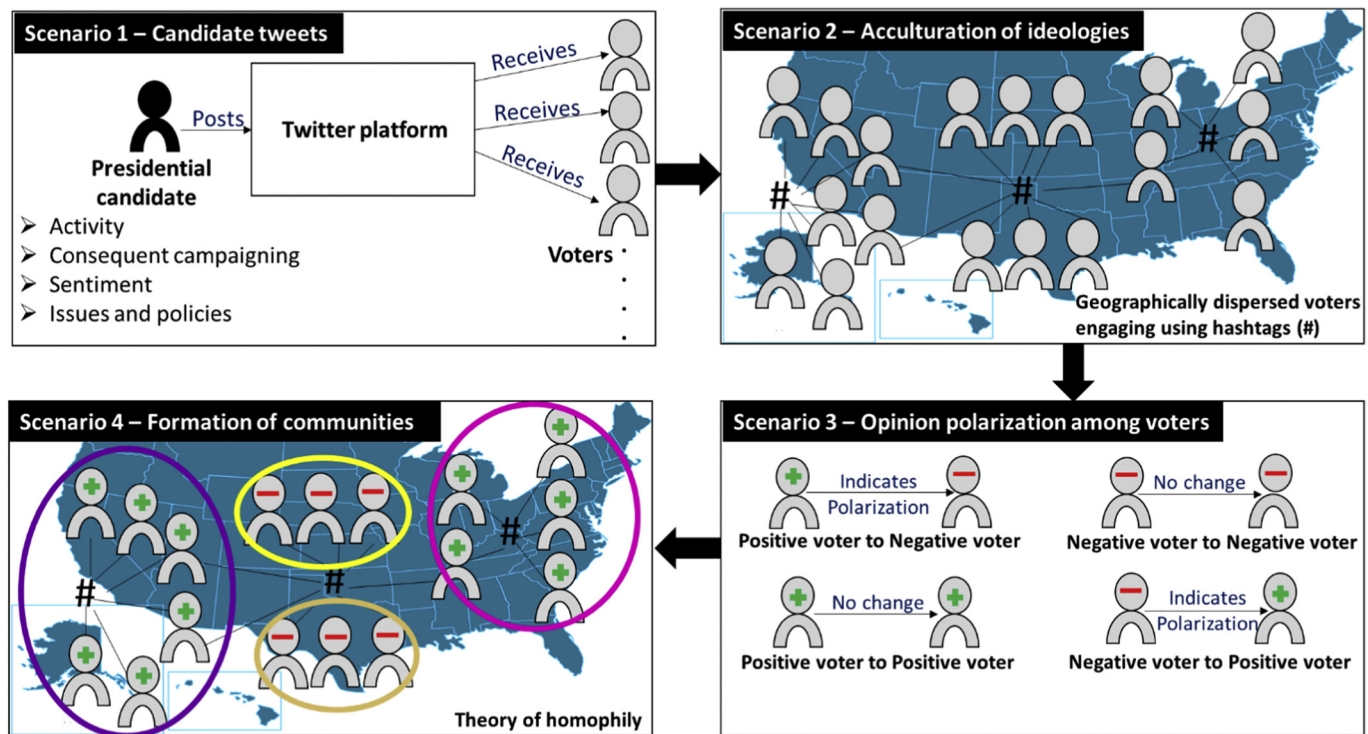 Scenario 1 – Candidate tweets
Posts
Twitter platform
Receives
Receives
Receives
Presidential
candidate
➢ Activity
➢ Consequent campaigning
➢ Sentiment
➢ Issues and policies
Voters
Scenario 2 – Acculturation of ideologies
#
#
#
Geographically dispersed voters
engaging using hashtags (#)
Scenario 4 – Formation of communities
#
#
#
Theory of homophily
Scenario 3 – Opinion polarization among voters
Indicates
Polarization
Positive voter to Negative voter
No change
Negative voter to Negative voter
No change
Positive voter to Positive voter
Indicates
Polarization
Negative voter to Positive voter